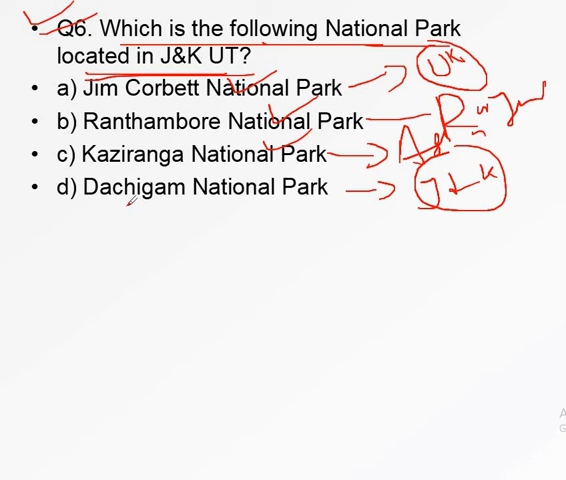 • Q6. Which is the following National Park
located in J&K UT?
• a) Jim Corbett National Park UK
• b) Ranthambore National Park
• c) Kaziranga National Park
• d) Dachigam National Park J&K